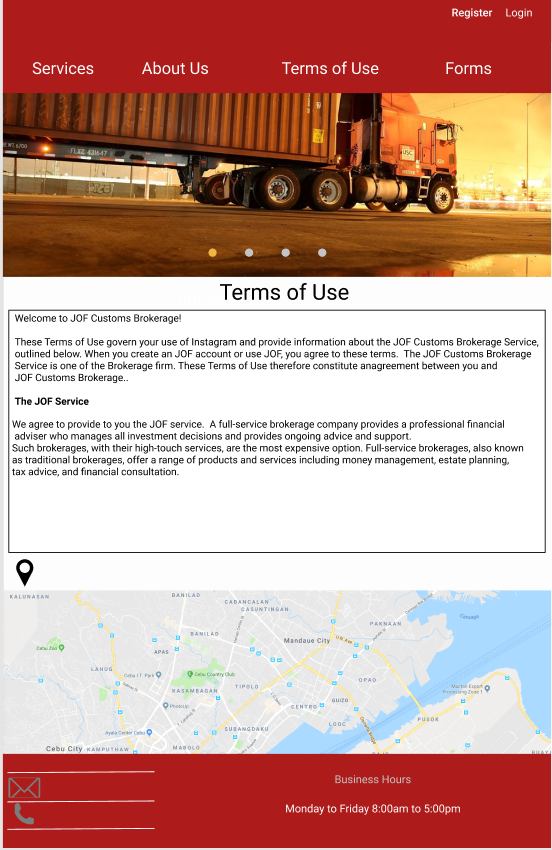 Register Login
Services About Us Terms of Use Forms
USC
Terms of Use
Welcome to JOF Customs Brokerage!
These Terms of Use govern your use of Instagram and provide information about the JOF Customs Brokerage Service,
outlined below. When you create an JOF account or use JOF, you agree to these terms. The JOF Customs Brokerage
Service is one of the Brokerage firm. These Terms of Use therefore constitute anagreement between you and
JOF Customs Brokerage..
The JOF Service
We agree to provide to you the JOF service. A full-service brokerage company provides a professional financial
adviser who manages all investment decisions and provides ongoing advice and support.
Such brokerages, with their high-touch services, are the most expensive option. Full-service brokerages, also known
as traditional brokerages, offer a range of products and services including money management, estate planning,
tax advice, and financial consultation.
KALUNASAN
BANILAD
CABANCALAN
CASUNTINGAN
PAKNAAN
BANILAD
Mandaue City
UN Ave
Cebu Zoo
APAS
LAHUG
Cebu I.T. Park
Cebu Country Club
KASAMBAGAN
TIPOLO
OPAO
Mactan Export
Processing Zone 1
GUIZO
CENTRO
PhotoUp
LOOC
PUSOK
SUBANGDAKU
Ayala Center Cebu
Cebu City KAMPUTHAW
MABOLO
Business Hours
Monday to Friday 8:00am to 5:00pm